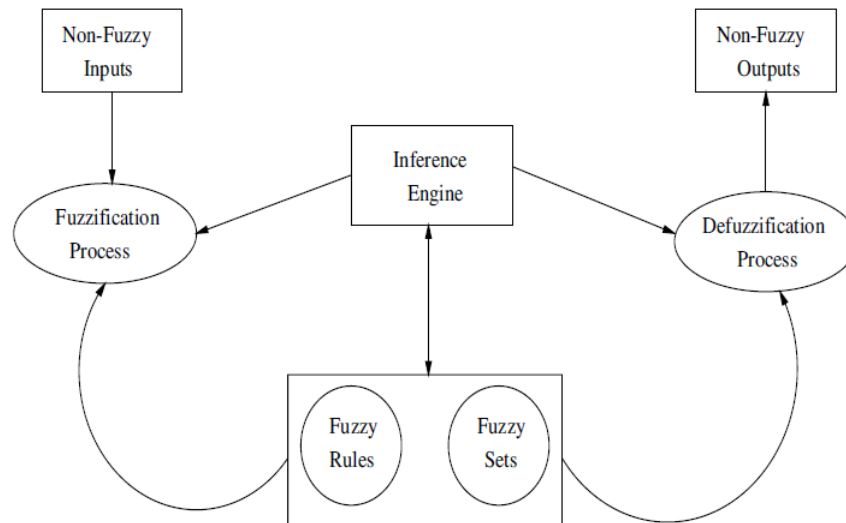 Non-Fuzzy
Inputs
Non-Fuzzy
Outputs
Inference
Engine
Fuzzification
Process
Defuzzification
Process
Fuzzy
Rules
Fuzzy
Sets